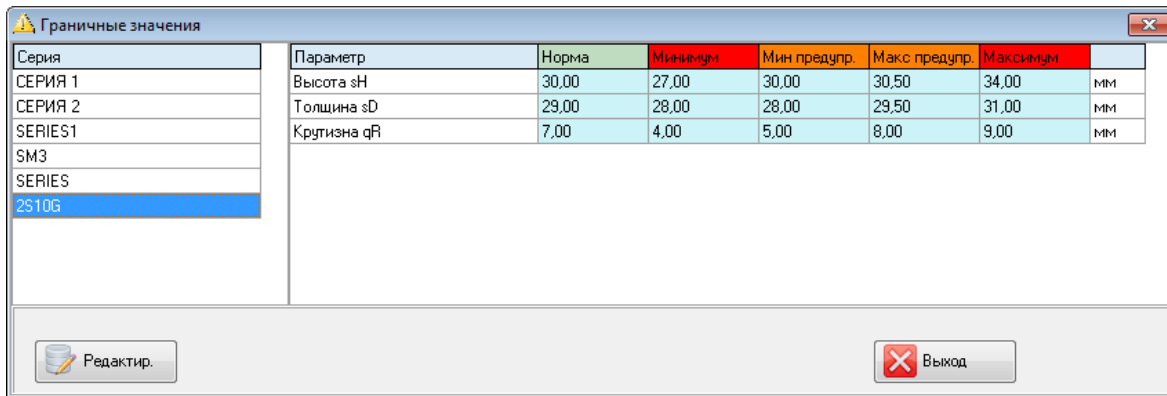 Граничные значения
Серия
СЕРИЯ 1
СЕРИЯ 2
SERIES1
SM3
SERIES
2S10G
Параметр Норма Минимум Мин предупр. Макс предупр. Максимум
Высота sH 30,00 27,00 30,00 30,50 34,00 мм
Толщина sD 29,00 28,00 28,00 29,50 31,00 мм
Крутизна qR 7,00 4,00 5,00 8,00 9,00 мм
Редактир. Выход